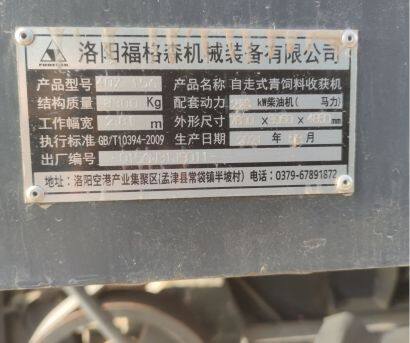 洛阳福格森机械装备有限公司
产品型号 产品名称 自走式青饲料收获机
结构质量 Kg 配套动力 kW柴油机( 马力)
工作幅宽 m 外形尺寸 mm
执行标准 GB/T10394-2009 生产日期 年 月
出厂编号
地址:洛阳空港产业集聚区(孟津县常袋镇半坡村) 电话:0379-67891872